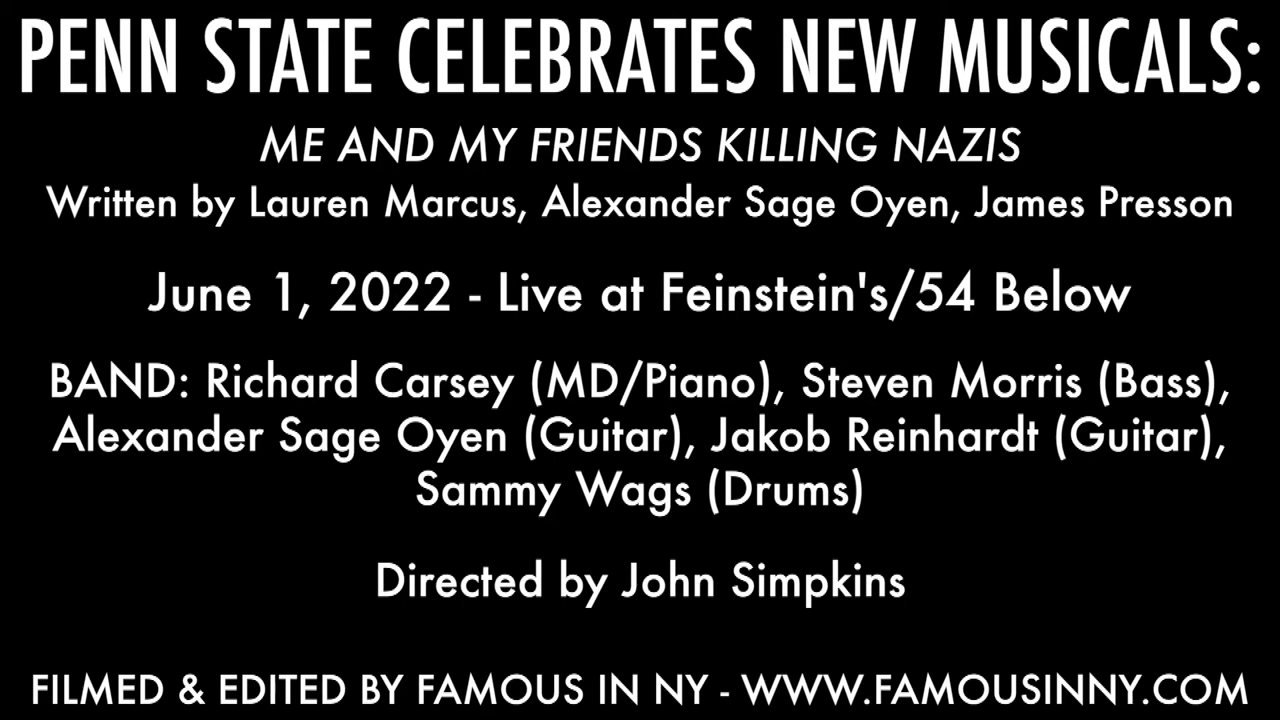 PENN STATE CELEBRATES NEW MUSICALS:
ME AND MY FRIENDS KILLING NAZIS
Written by Lauren Marcus, Alexander Sage Oyen, James Presson
June 1, 2022 - Live at Feinstein's/54 Below
BAND: Richard Carsey (MD/Piano), Steven Morris (Bass),
Alexander Sage Oyen (Guitar), Jakob Reinhardt (Guitar),
Sammy Wags (Drums)
Directed by John Simpkins
FILMED & EDITED BY FAMOUS IN NY - WWW.FAMOUSINNY.COM